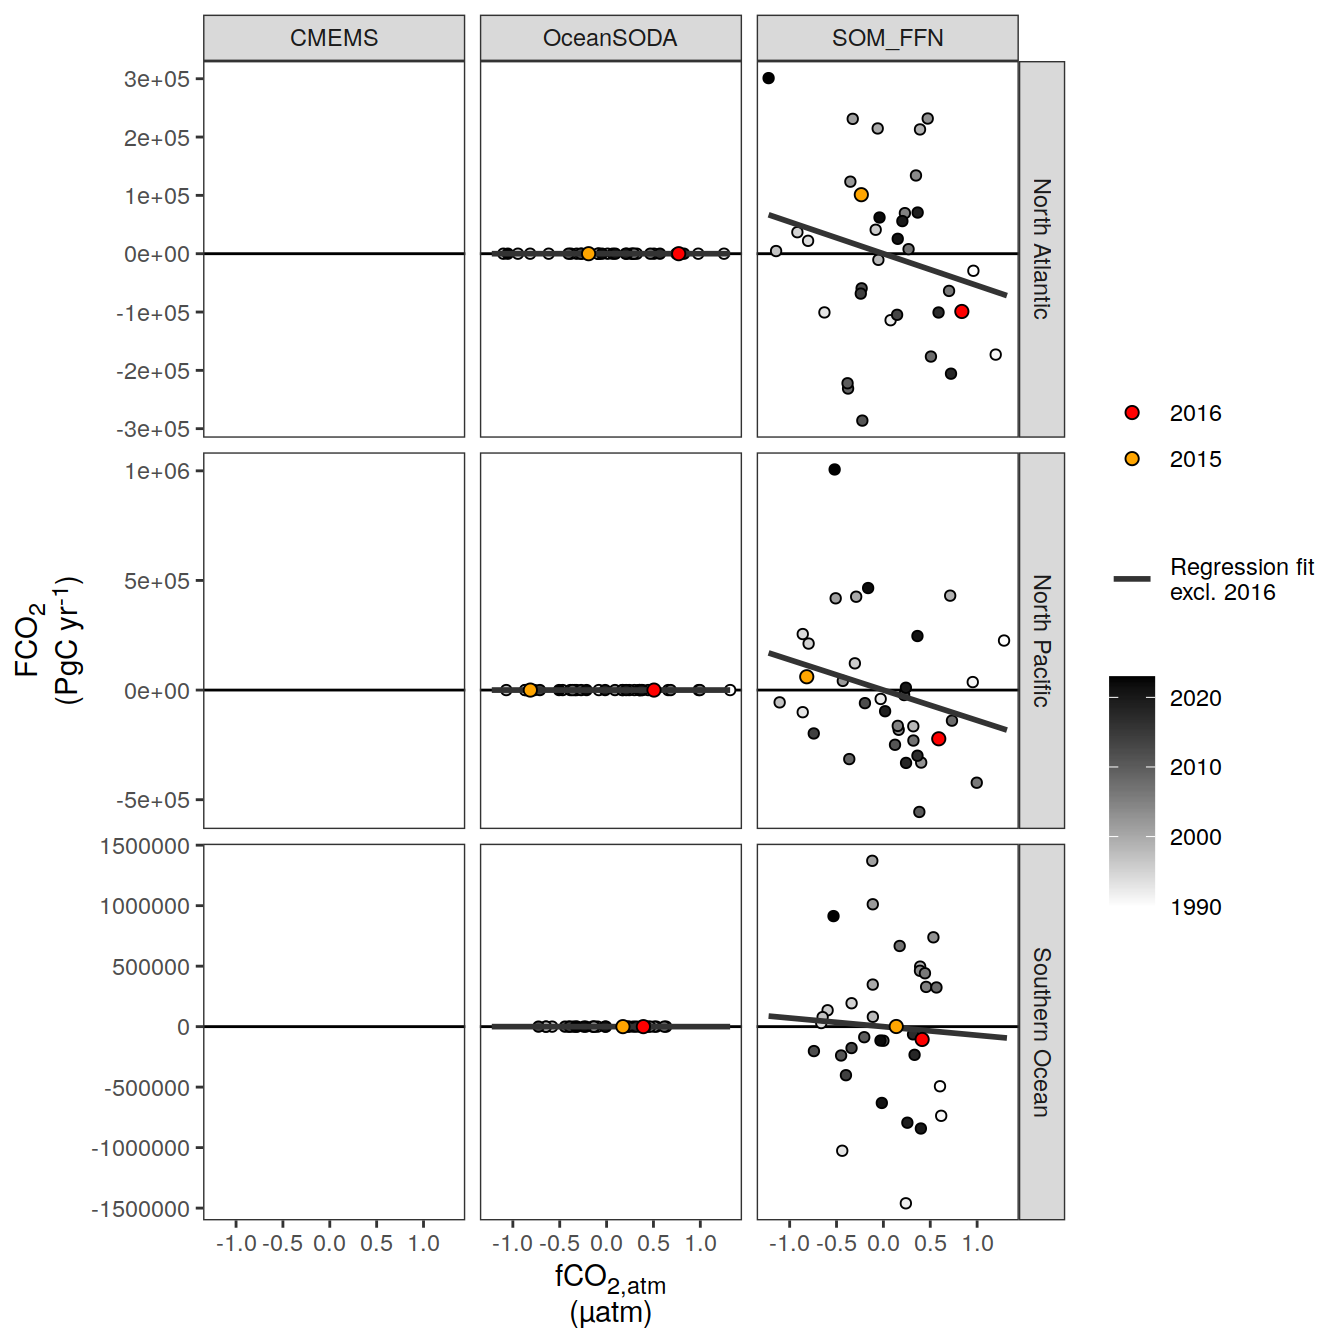 CMEMS
OceanSODA
SOM_FFN
3e+05
2e+05
1e+05
0e+00
-1e+05
-2e+05
-3e+05
North Atlantic
1e+06
5e+05
0e+00
-5e+05
North Pacific
1500000
1000000
500000
0
-500000
-1000000
-1500000
Southern Ocean
FCO2
(PgC yr-1)
-1.0 -0.5 0.0 0.5 1.0
-1.0 -0.5 0.0 0.5 1.0
-1.0 -0.5 0.0 0.5 1.0
fCO2,atm
(µatm)
2016
2015
Regression fit
excl. 2016
2020
2010
2000
1990